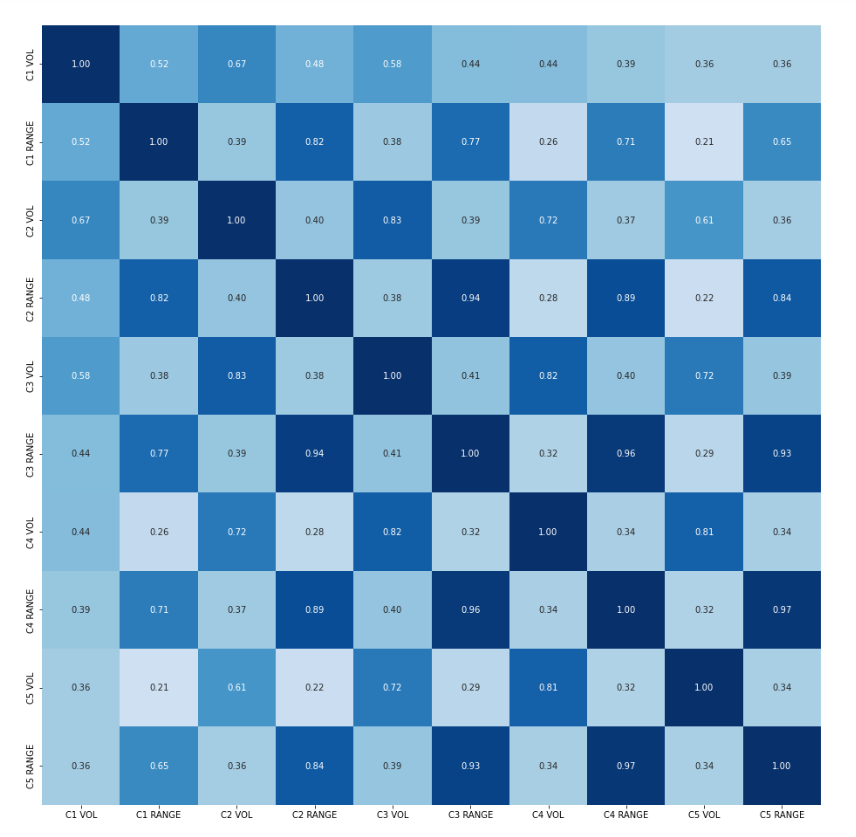 C1 VOL 1.00 0.52 0.67 0.48 0.58 0.44 0.44 0.39 0.36 0.36
C1 RANGE 0.52 1.00 0.39 0.82 0.38 0.77 0.26 0.71 0.21 0.65
C2 VOL 0.67 0.39 1.00 0.40 0.83 0.39 0.72 0.37 0.61 0.36
C2 RANGE 0.48 0.82 0.40 1.00 0.38 0.94 0.28 0.89 0.22 0.84
C3 VOL 0.58 0.38 0.83 0.38 1.00 0.41 0.82 0.40 0.72 0.39
C3 RANGE 0.44 0.77 0.39 0.94 0.41 1.00 0.32 0.96 0.29 0.93
C4 VOL 0.44 0.26 0.72 0.28 0.82 0.32 1.00 0.34 0.81 0.34
C4 RANGE 0.39 0.71 0.37 0.89 0.40 0.96 0.34 1.00 0.32 0.97
C5 VOL 0.36 0.21 0.61 0.22 0.72 0.29 0.81 0.32 1.00 0.34
C5 RANGE 0.36 0.65 0.36 0.84 0.39 0.93 0.34 0.97 0.34 1.00
C1 VOL C1 RANGE C2 VOL C2 RANGE C3 VOL C3 RANGE C4 VOL C4 RANGE C5 VOL C5 RANGE